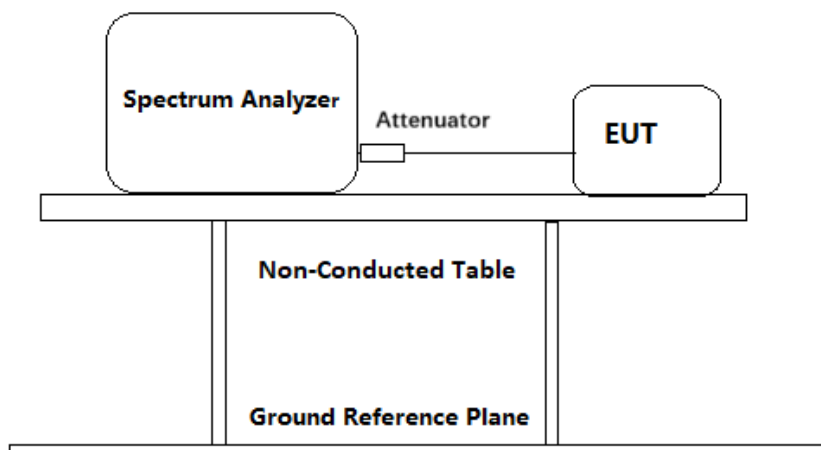 Spectrum Analyzer
Attenuator
EUT
Non-Conducted Table
Ground Reference Plane